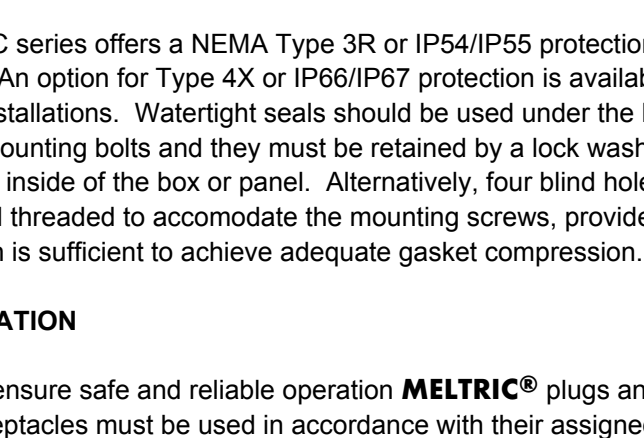 C series offers a NEMA Type 3R or IP54/IP55 protection
An option for Type 4X or IP66/IP67 protection is availab
stallations. Watertight seals should be used under the
ounting bolts and they must be retained by a lock wash
inside of the box or panel. Alternatively, four blind hole
threaded to accomodate the mounting screws, provide
is sufficient to achieve adequate gasket compression.
ATION
ensure safe and reliable operation MELTRIC® plugs an
eptacles must be used in accordance with their assigne